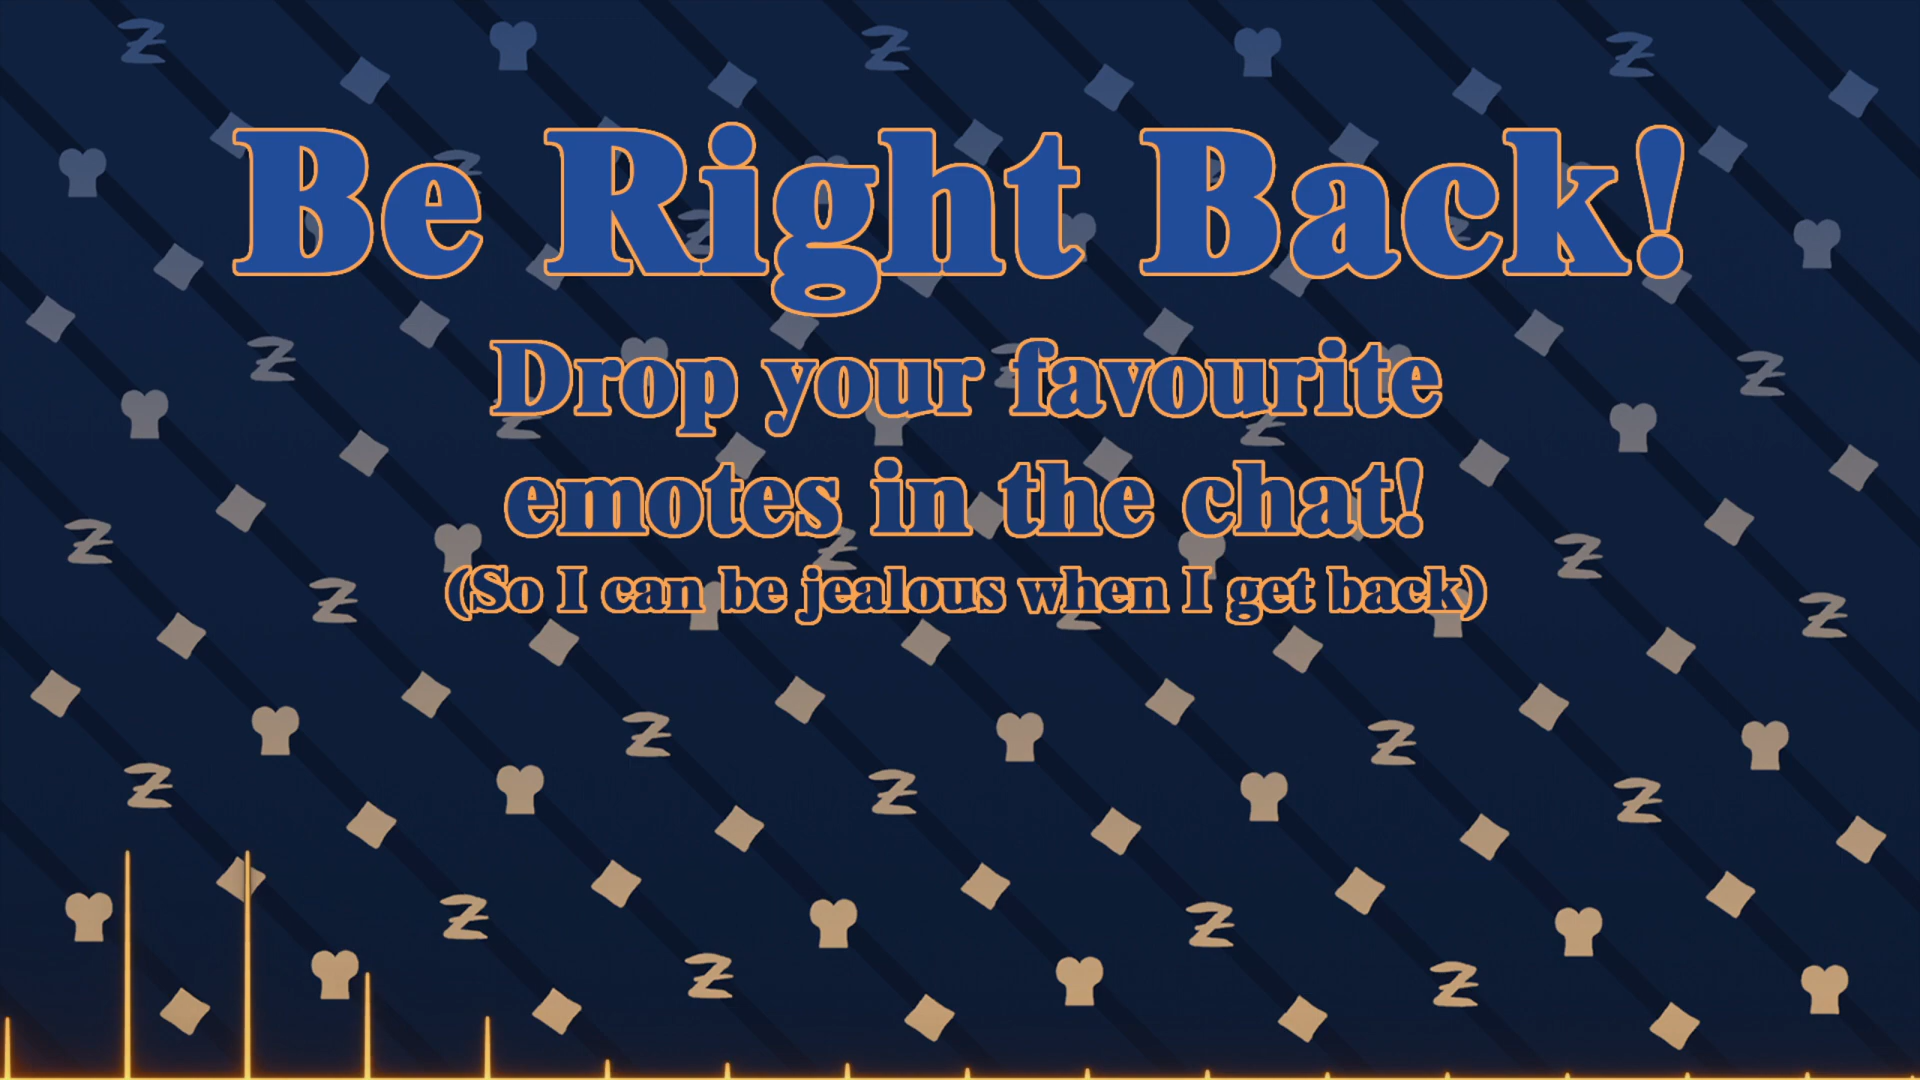 Be Right Back!
Drop your favourite
emotes in the chat!
(So I can be jealous when I get back)